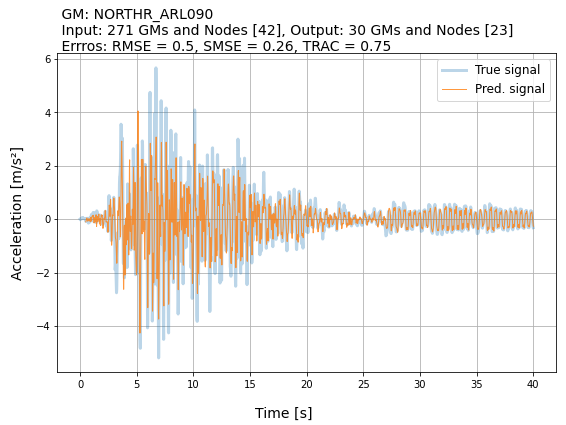 GM: NORTHR_ARL090
Input: 271 GMs and Nodes [42], Output: 30 GMs and Nodes [23]
Errros: RMSE = 0.5, SMSE = 0.26, TRAC = 0.75
True signal
Pred. signal
6
4
2
0
−2
−4
Acceleration [m/s²]
0 5 10 15 20 25 30 35 40
Time [s]